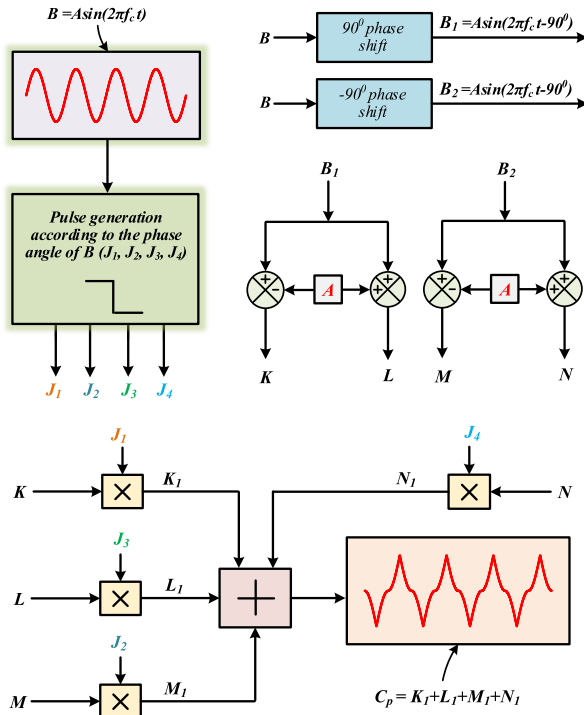 B =Asin(2πf_c t)
B
90⁰ phase
shift
B₁ =Asin(2πf_c t-90⁰)
B
-90⁰ phase
shift
B₂ =Asin(2πf_c t-90⁰)
Pulse generation
according to the phase
angle of B (J₁, J₂, J₃, J₄)
J₁ J₂ J₃ J₄
B₁
+ - A + +
K L
B₂
+ - A + +
M N
J₁
K × K₁
J₄
N₁ × N
J₃
L × L₁
+
J₂
M × M₁
C_p = K₁+L₁+M₁+N₁